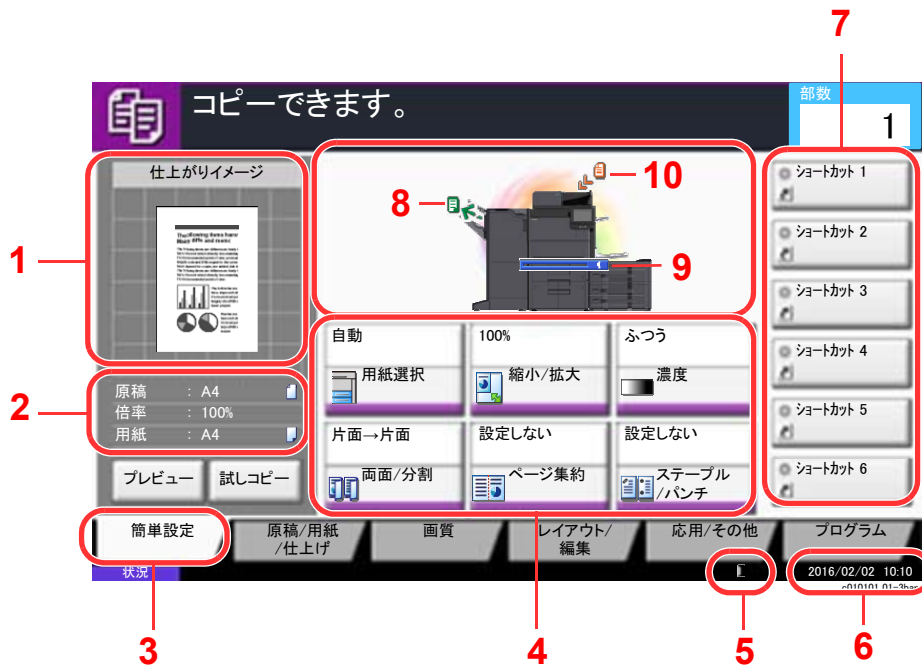 7
コピーできます。
部数
1
仕上がりイメージ
1
8
10
9
ショートカット 1
ショートカット 2
ショートカット 3
ショートカット 4
ショートカット 5
ショートカット 6
2
原稿 : A4
倍率 : 100%
用紙 : A4
プレビュー
試しコピー
自動
用紙選択
100%
縮小/拡大
ふつう
濃度
片面→片面
両面/分割
設定しない
ページ集約
設定しない
ステープル
/パンチ
簡単設定
原稿/用紙
/仕上げ
画質
レイアウト/
編集
応用/その他
プログラム
状況
2016/02/02 10:10
3
4
5
6